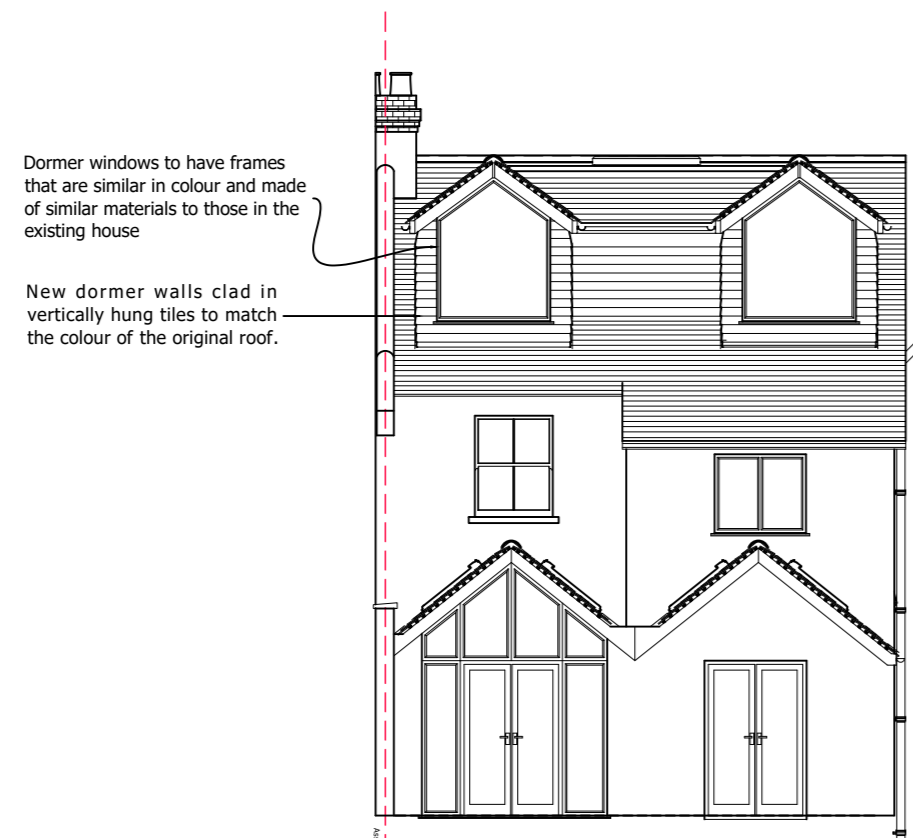 Dormer windows to have frames
that are similar in colour and made
of similar materials to those in the
existing house
New dormer walls clad in
vertically hung tiles to match
the colour of the original roof.